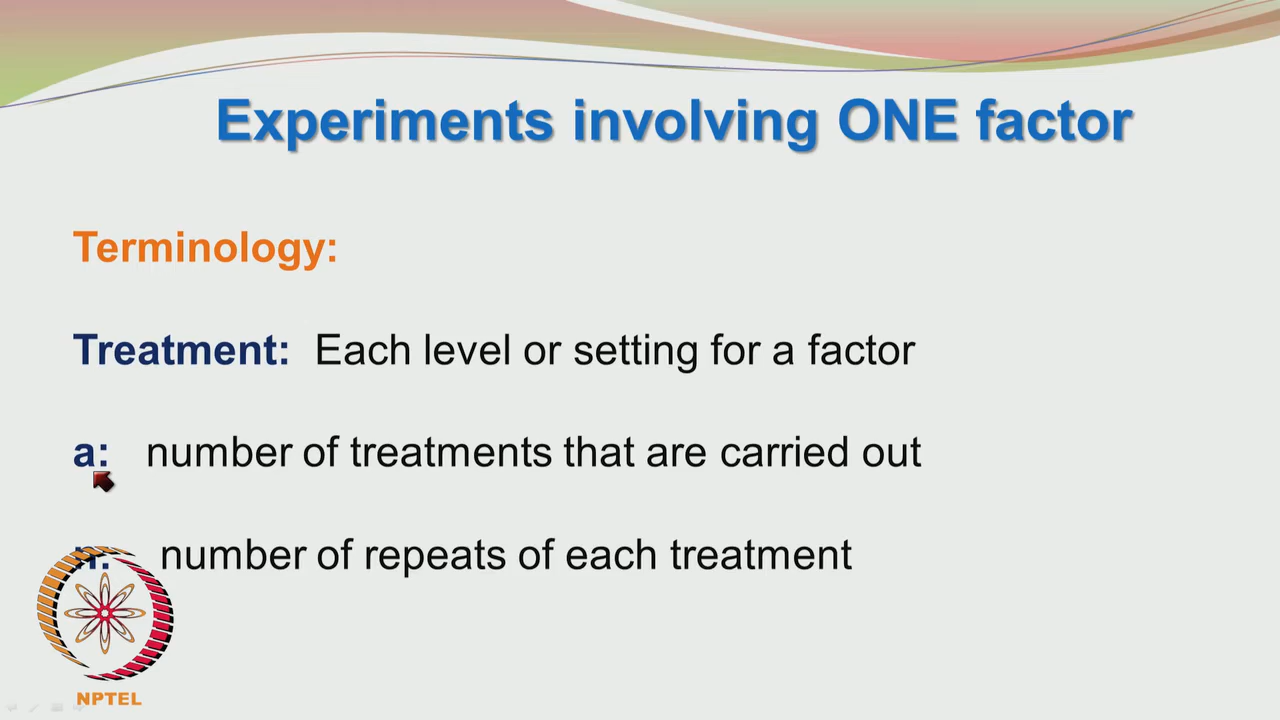 Experiments involving ONE factor
Terminology:
Treatment: Each level or setting for a factor
a: number of treatments that are carried out
n: number of repeats of each treatment
NPTEL